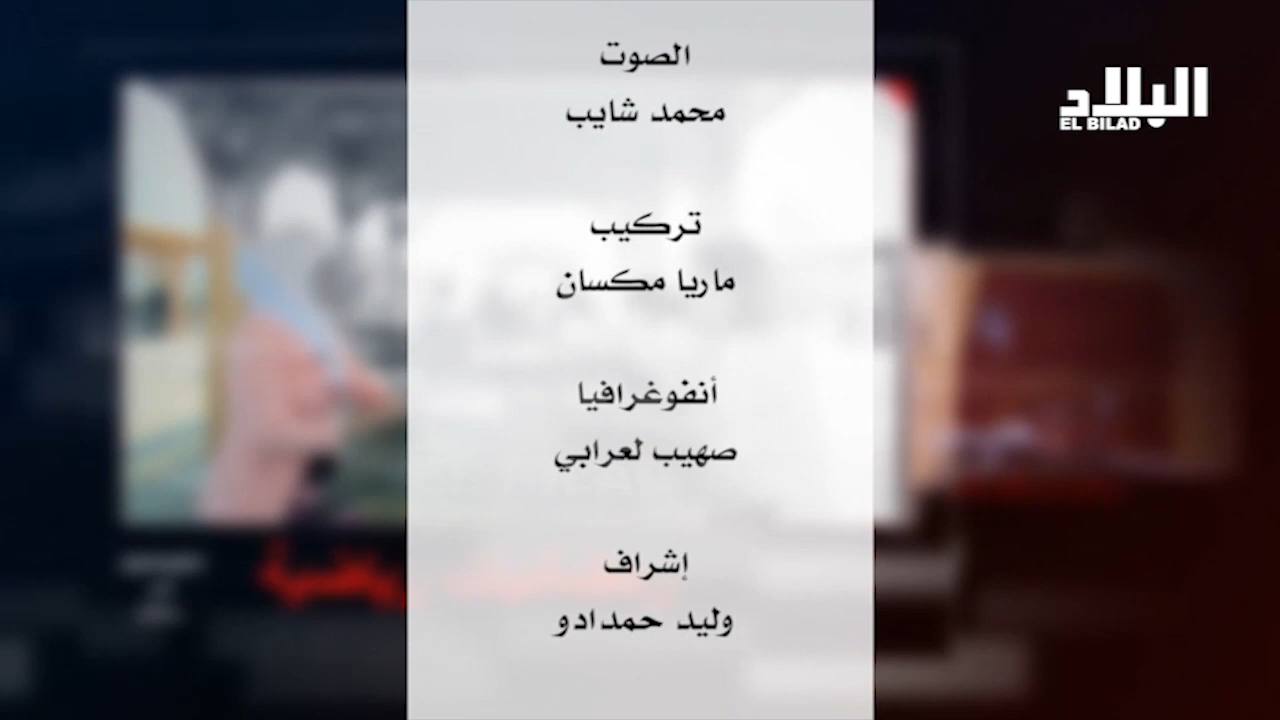 الصوت
محمد شايب
تركيب
ماريا مكسان
أنفوغرافيا
صهيب لعرابي
إشراف
وليد حمدادو
البلاد
EL BILAD